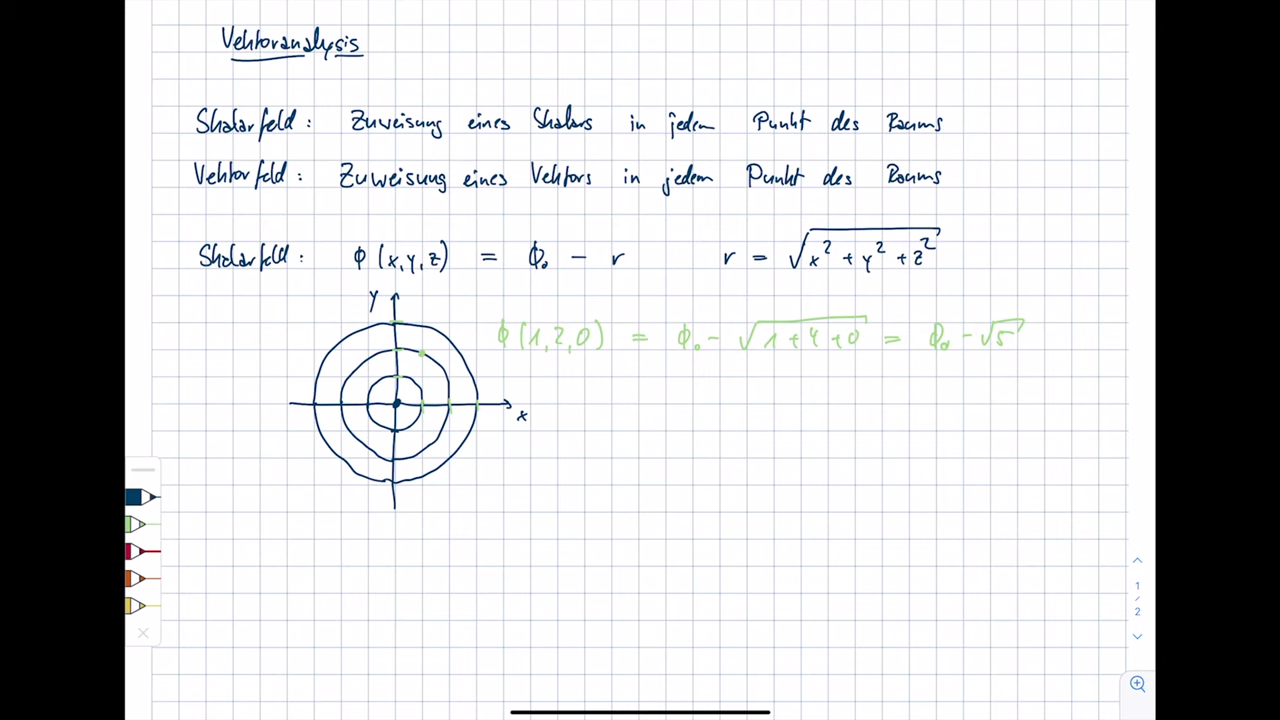 Vektoranalysis
Skalarfeld: Zuweisung eines Skalars in jedem Punkt des Raums
Vektorfeld: Zuweisung eines Vektors in jedem Punkt des Raums
Skalarfeld: ϕ(x,y,z) = ϕ₀ − r r = √(x² + y² + z²)
y
ϕ(1,2,0) = ϕ₀ − √(1+4+0) = ϕ₀ − √5
x
1
/
2